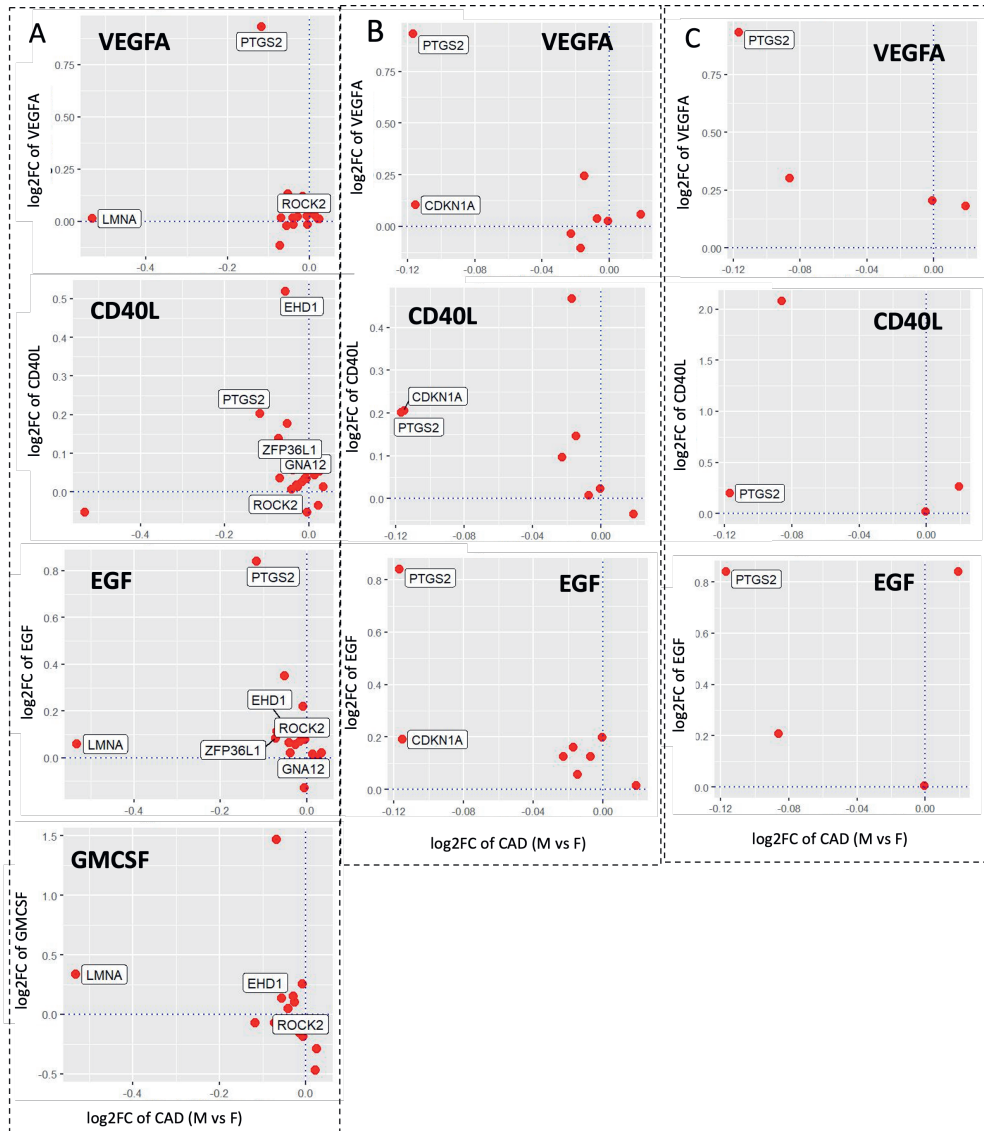 A
VEGFA
PTGS2
ROCK2
LMNA
log2FC of VEGFA
0.75
0.50
0.25
0.00
-0.4
-0.2
0.0
CD40L
EHD1
PTGS2
ZFP36L1
GNA12
ROCK2
log2FC of CD40L
0.5
0.4
0.3
0.2
0.1
0.0
-0.4
-0.2
0.0
EGF
PTGS2
EHD1
ROCK2
LMNA
ZFP36L1
GNA12
log2FC of EGF
0.8
0.6
0.4
0.2
0.0
-0.4
-0.2
0.0
GMCSF
LMNA
EHD1
ROCK2
log2FC of GMCSF
1.5
1.0
0.5
0.0
-0.5
-0.4
-0.2
0.0
log2FC of CAD (M vs F)
B
VEGFA
PTGS2
CDKN1A
log2FC of VEGFA
0.75
0.50
0.25
0.00
-0.12
-0.08
-0.04
0.00
CD40L
CDKN1A
PTGS2
log2FC of CD40L
0.4
0.3
0.2
0.1
0.0
-0.12
-0.08
-0.04
0.00
EGF
PTGS2
CDKN1A
log2FC of EGF
0.8
0.6
0.4
0.2
0.0
-0.12
-0.08
-0.04
0.00
log2FC of CAD (M vs F)
C
VEGFA
PTGS2
log2FC of VEGFA
0.75
0.50
0.25
0.00
-0.12
-0.08
-0.04
0.00
CD40L
PTGS2
log2FC of CD40L
2.0
1.5
1.0
0.5
0.0
-0.12
-0.08
-0.04
0.00
EGF
PTGS2
log2FC of EGF
0.8
0.6
0.4
0.2
0.0
-0.12
-0.08
-0.04
0.00
log2FC of CAD (M vs F)